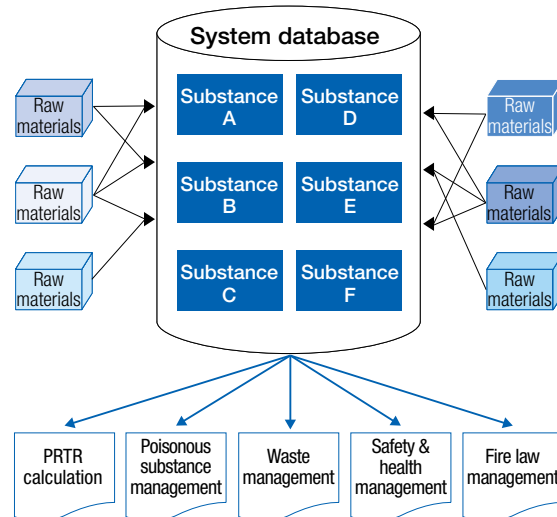 System database
Raw
materials
Raw
materials
Raw
materials
Substance
A
Substance
D
Substance
B
Substance
E
Substance
C
Substance
F
Raw
materials
Raw
materials
Raw
materials
PRTR
calculation
Poisonous
substance
management
Waste
management
Safety &
health
management
Fire law
management